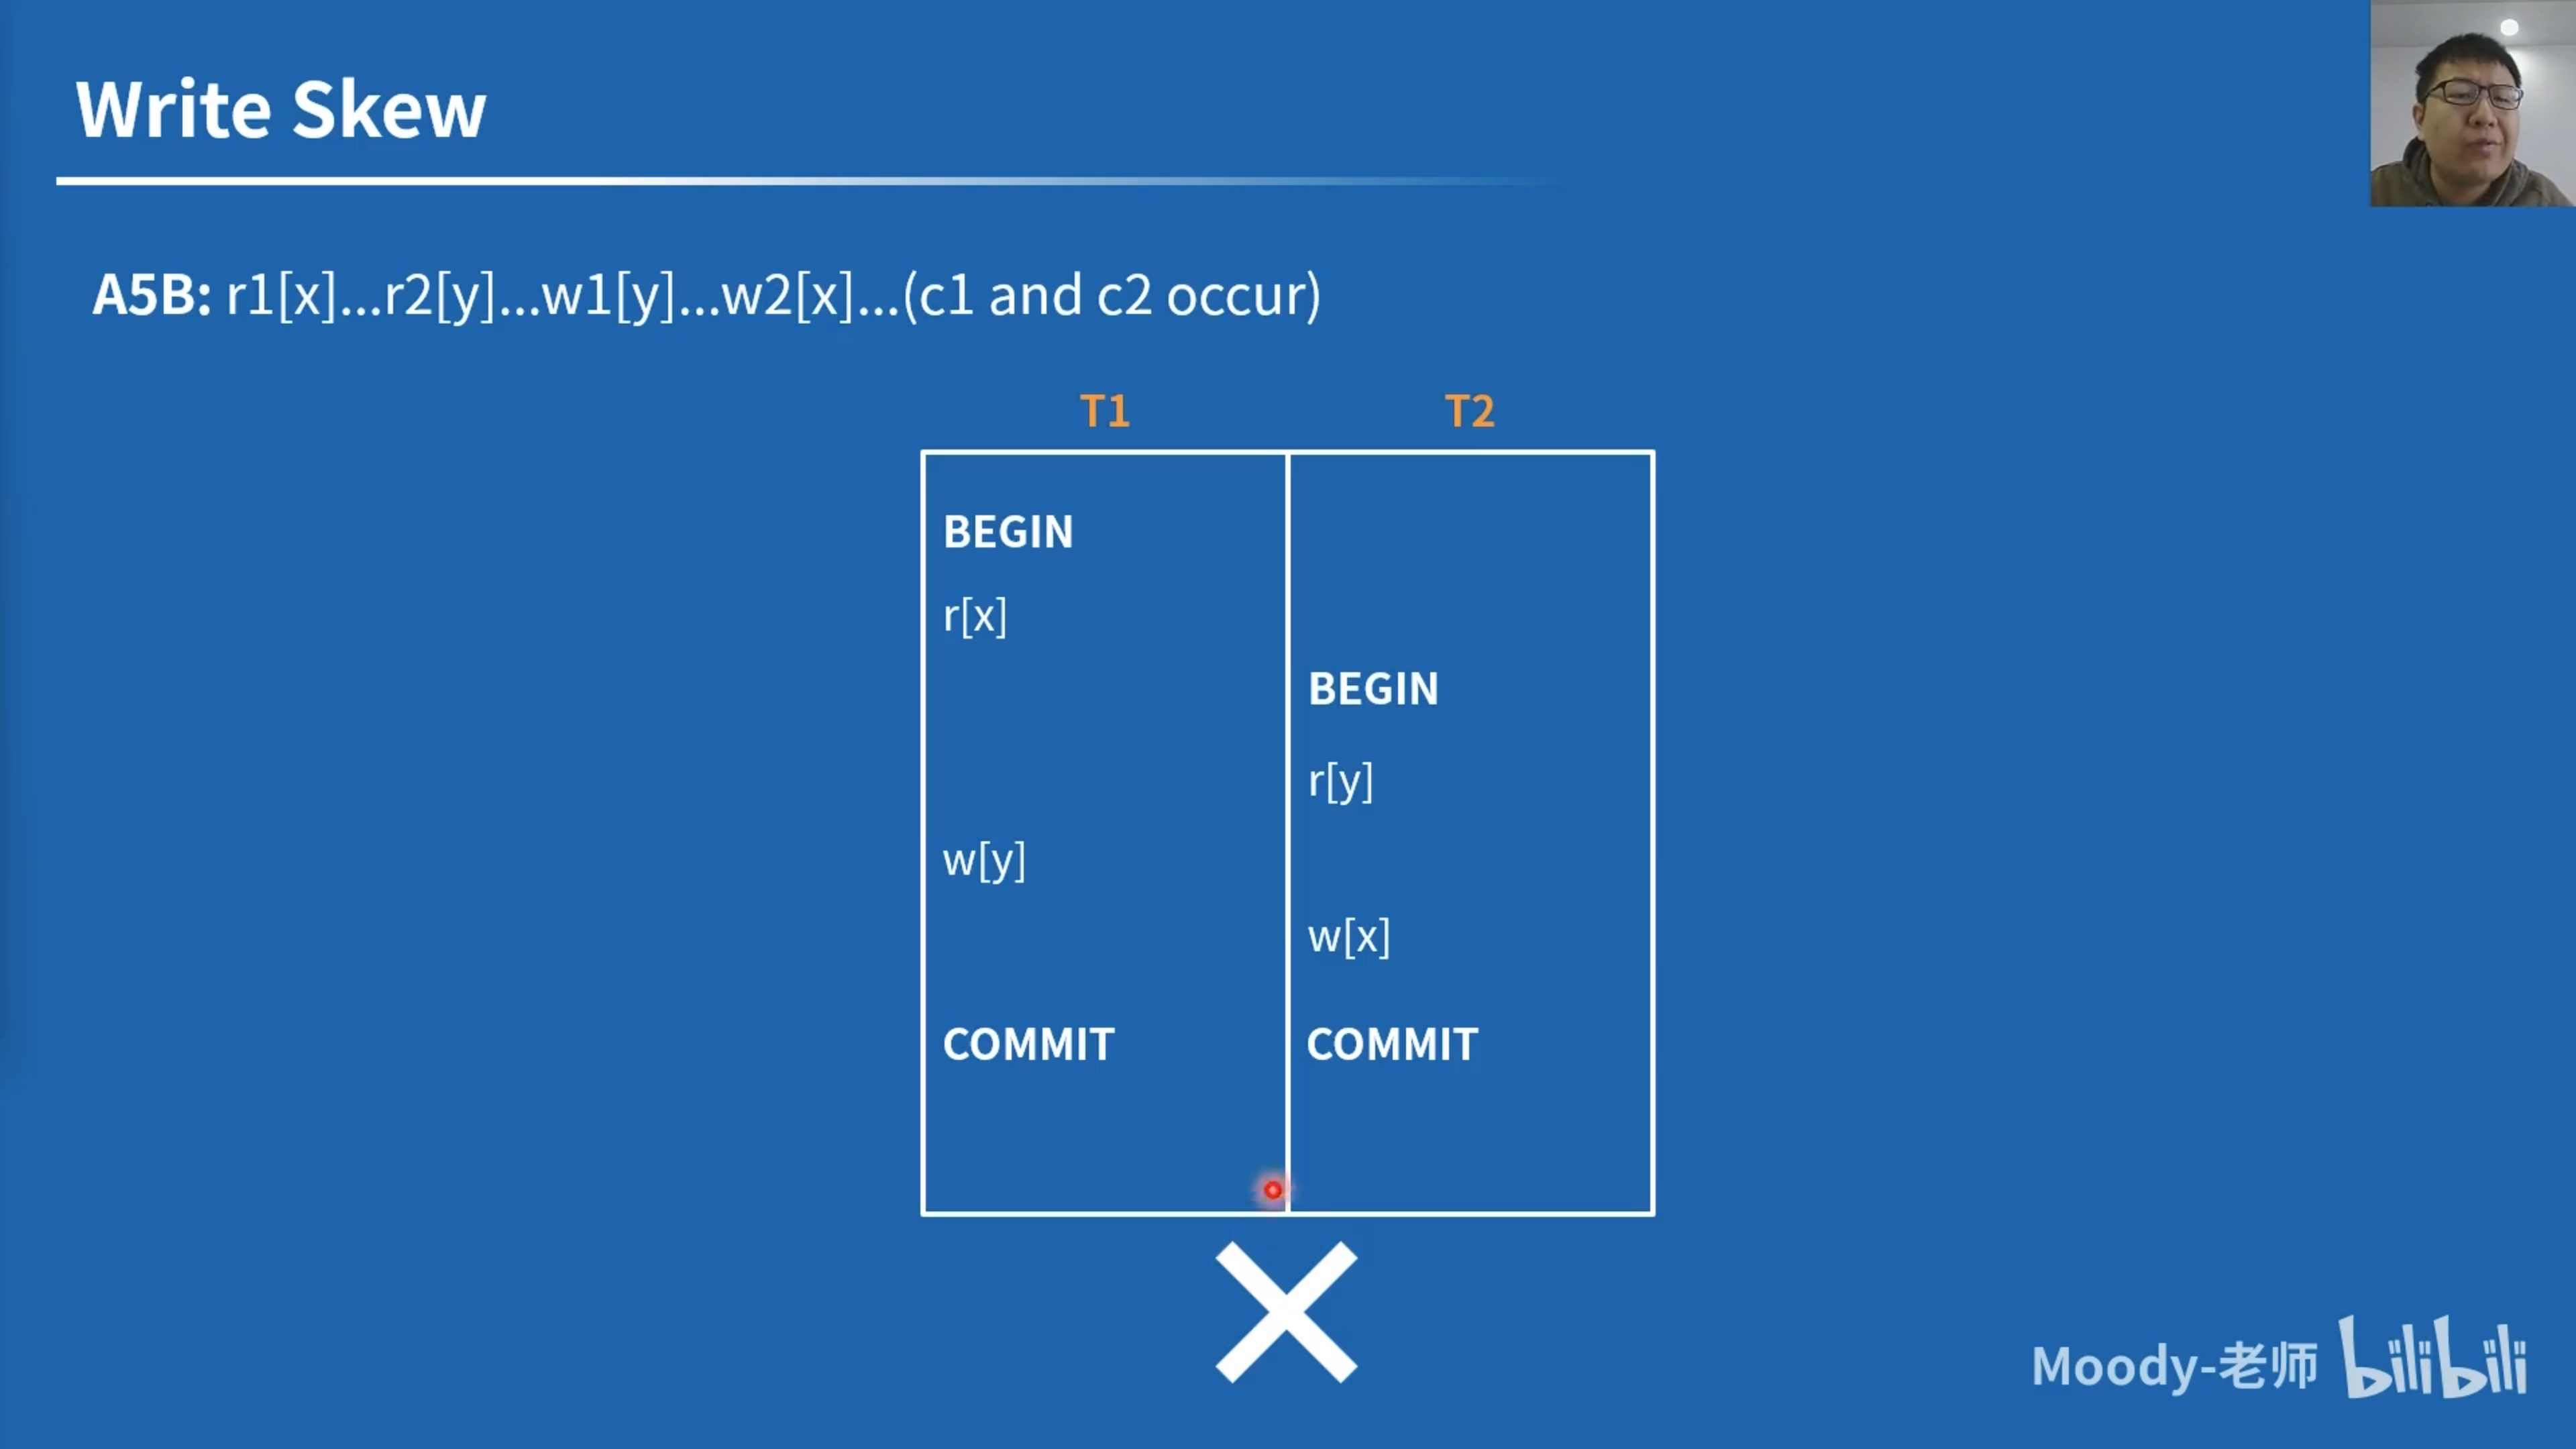 Write Skew
A5B: r1[x]...r2[y]...w1[y]...w2[x]...(c1 and c2 occur)
T1 T2
BEGIN
r[x]
BEGIN
r[y]
w[y]
w[x]
COMMIT COMMIT
Moody-老师 bilibili